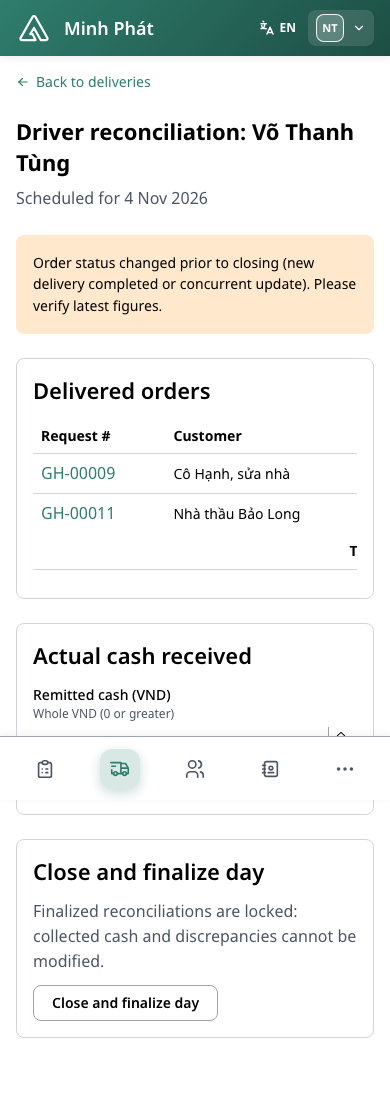 Minh Phát
EN
NT
Back to deliveries
Driver reconciliation: Võ Thanh
Tùng
Scheduled for 4 Nov 2026
Order status changed prior to closing (new
delivery completed or concurrent update). Please
verify latest figures.
Delivered orders
Request #
Customer
GH-00009
Cô Hạnh, sửa nhà
GH-00011
Nhà thầu Bảo Long
T
Actual cash received
Remitted cash (VND)
Whole VND (0 or greater)
Close and finalize day
Finalized reconciliations are locked:
collected cash and discrepancies cannot be
modified.
Close and finalize day